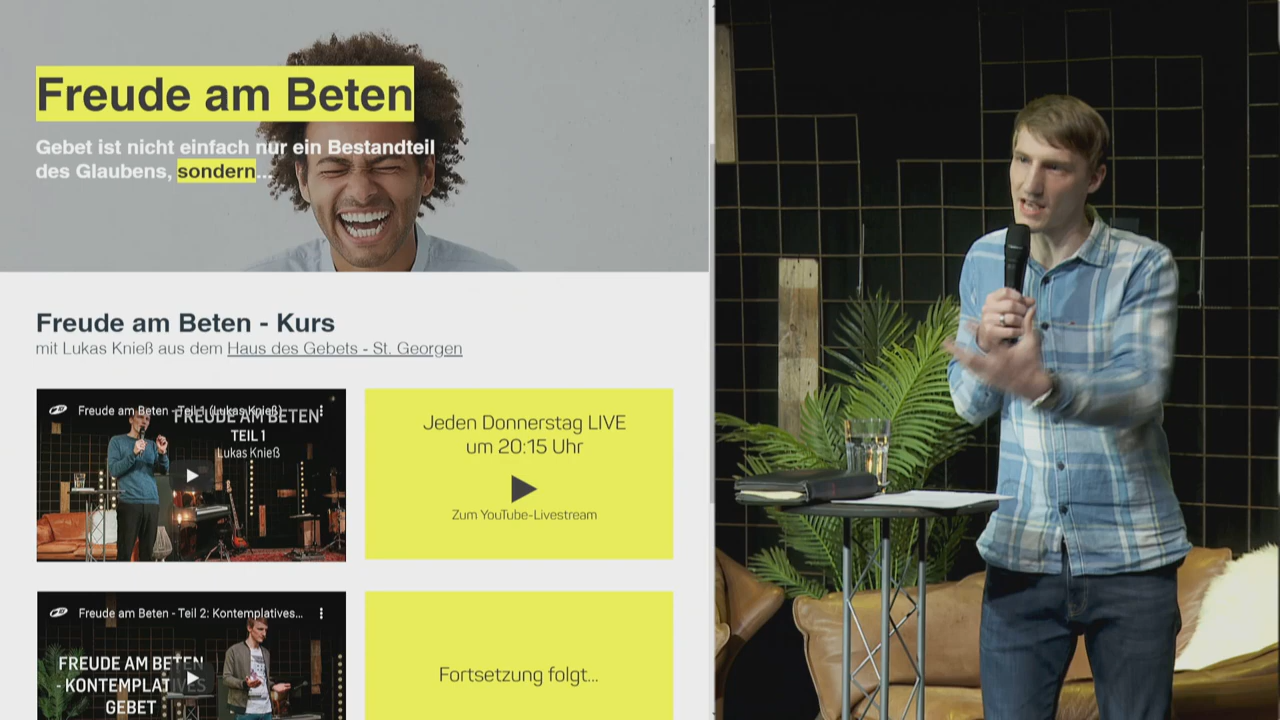 Freude am Beten
Gebet ist nicht einfach nur ein Bestandteil
des Glaubens, sondern...
Freude am Beten - Kurs
mit Lukas Knieß aus dem Haus des Gebets - St. Georgen
Freude am Beten - Teil 1 (Lukas Knieß)
FREUDE AM BETEN
TEIL 1
Lukas Knieß
Jeden Donnerstag LIVE
um 20:15 Uhr
Zum YouTube-Livestream
Freude am Beten - Teil 2: Kontemplatives...
FREUDE AM BETEN
- KONTEMPLATIVES
GEBET
Fortsetzung folgt...